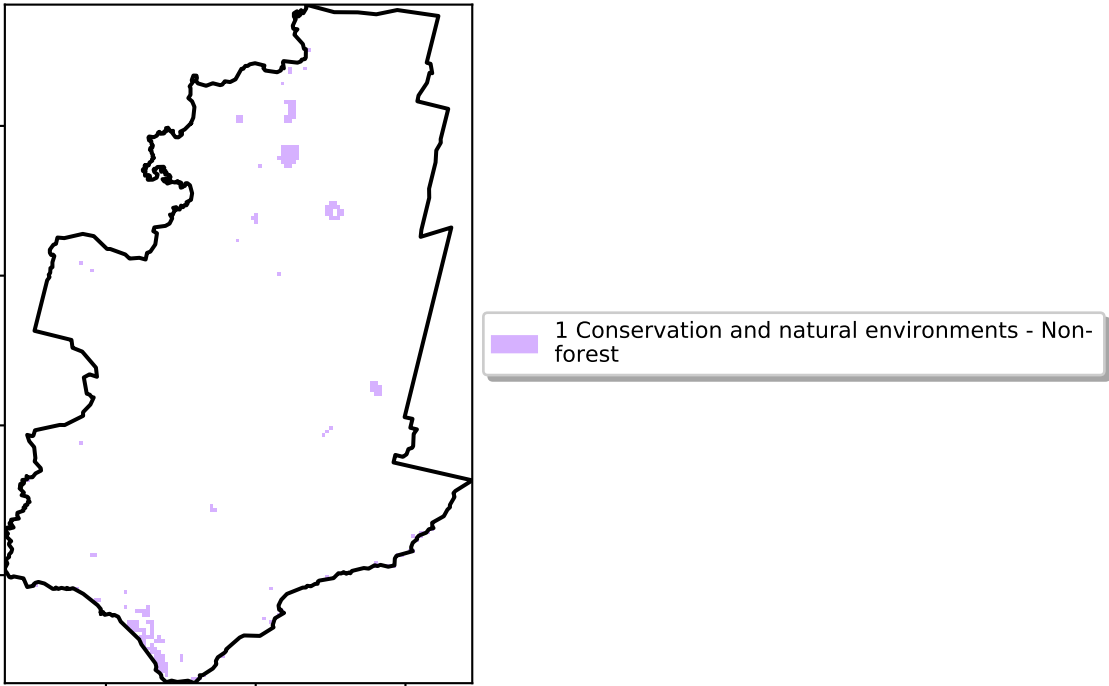 1 Conservation and natural environments - Non-
forest